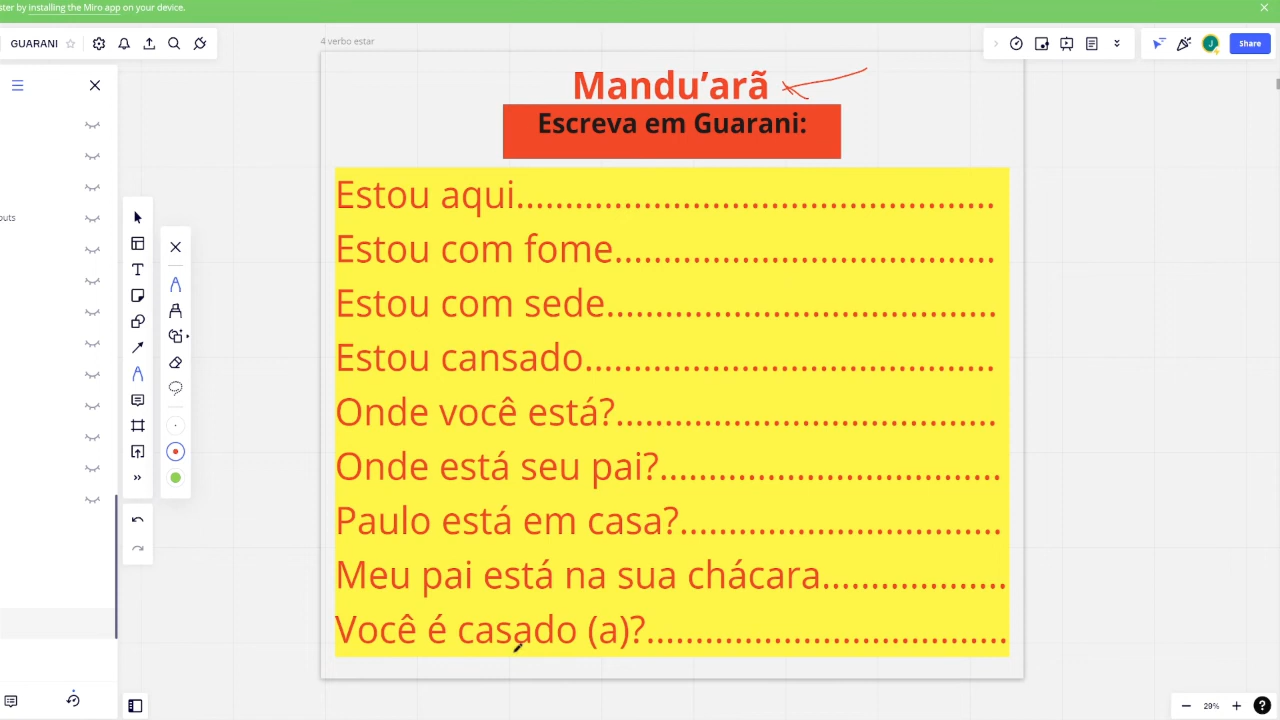 ster by installing the Miro app on your device.
GUARANI
Share
4 verbo estar
Mandu’arã
Escreva em Guarani:
outs
Estou aqui.................................................
Estou com fome.......................................
Estou com sede........................................
Estou cansado..........................................
Onde você está?.......................................
Onde está seu pai?...................................
Paulo está em casa?.................................
Meu pai está na sua chácara...................
Você é casado (a)?.....................................
29%